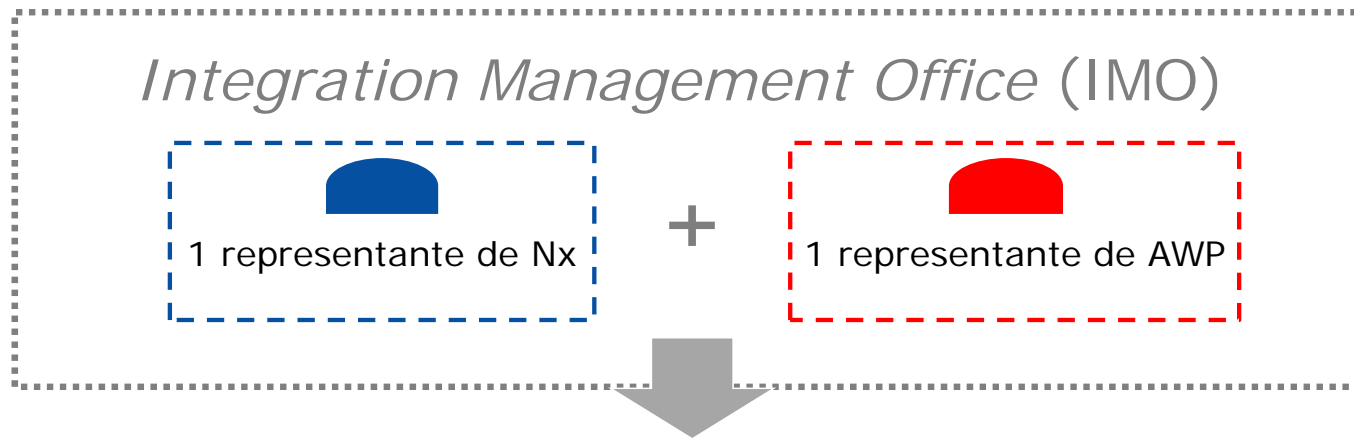 Integration Management Office (IMO)
1 representante de Nx
+
1 representante de AWP